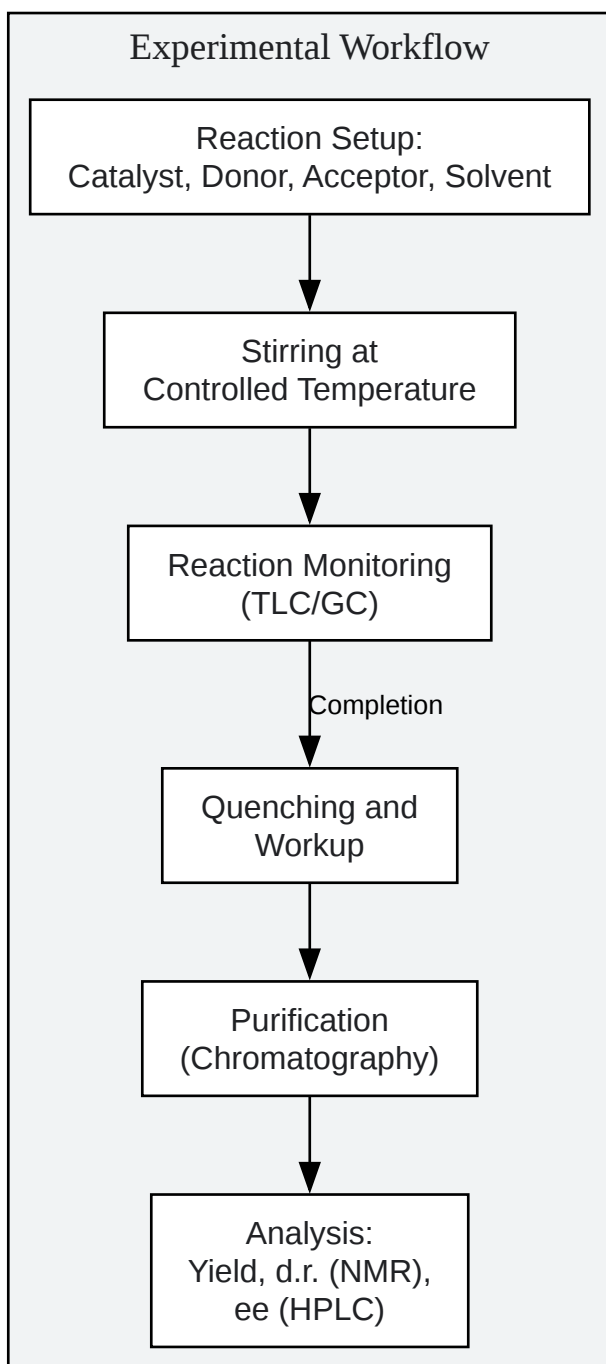 Experimental Workflow
Reaction Setup:
Catalyst, Donor, Acceptor, Solvent
Stirring at
Controlled Temperature
Reaction Monitoring
(TLC/GC)
Completion
Quenching and
Workup
Purification
(Chromatography)
Analysis:
Yield, d.r. (NMR),
ee (HPLC)